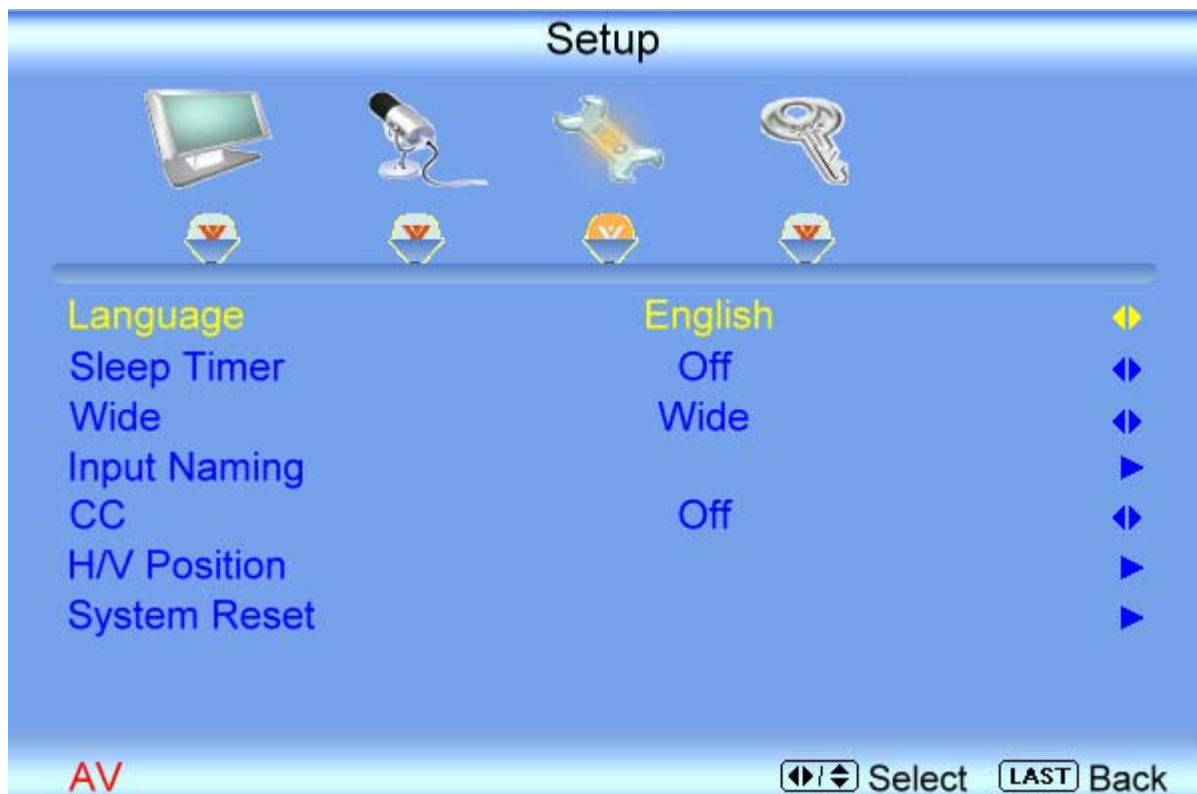 Setup
Language English
Sleep Timer Off
Wide Wide
Input Naming
CC Off
H/V Position
System Reset
AV Select LAST Back